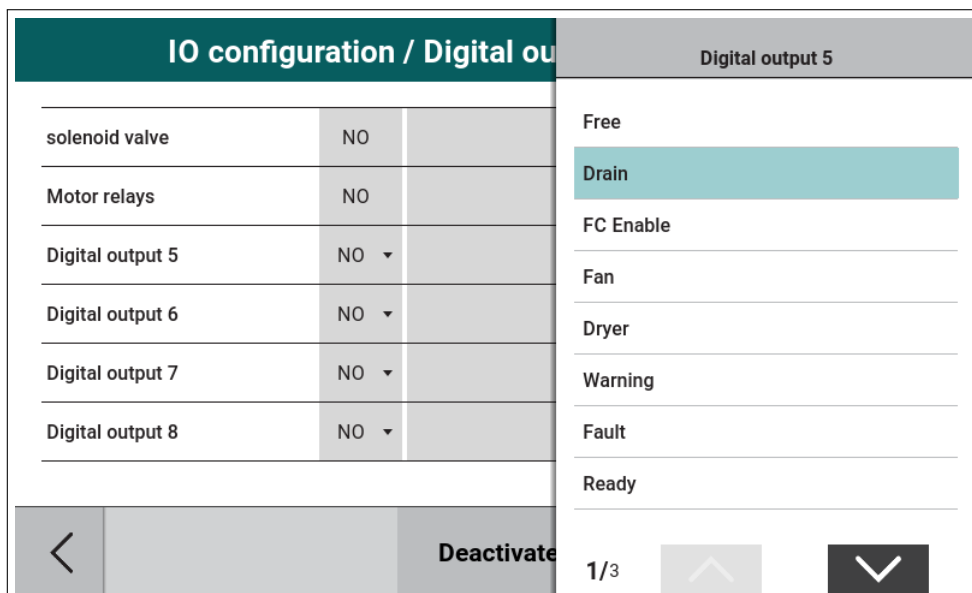 IO configuration / Digital ou
solenoid valve NO
Motor relays NO
Digital output 5 NO
Digital output 6 NO
Digital output 7 NO
Digital output 8 NO
Deactivate
Digital output 5
Free
Drain
FC Enable
Fan
Dryer
Warning
Fault
Ready
1/3